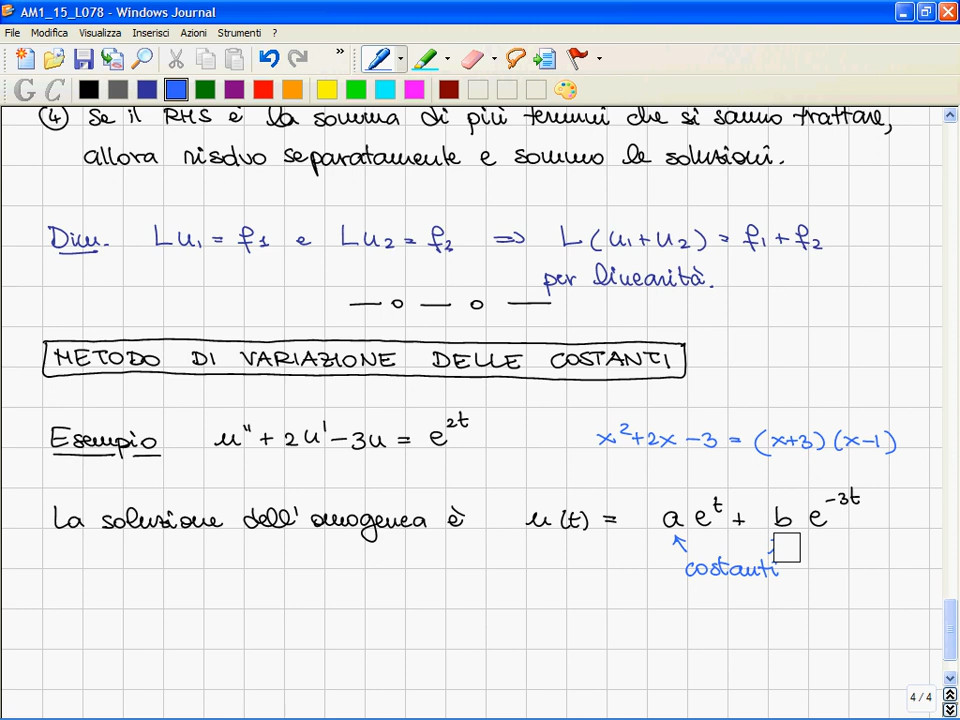 AM1_15_L078 - Windows Journal
File Modifica Visualizza Inserisci Azioni Strumenti ?
④ Se il RHS è la somma di più termini che si sanno trattare,
allora risolvo separatamente e sommo le soluzioni.
Dim. Lu₁ = f₁ e Lu₂ = f₂ ⇒ L(u₁+u₂) = f₁ + f₂
per linearità.
METODO DI VARIAZIONE DELLE COSTANTI
Esempio u'' + 2u' - 3u = e^{2t} x² + 2x - 3 = (x+3)(x-1)
La soluzione dell'omogenea è u(t) = a e^t + b e^{-3t}
costanti
4 / 4